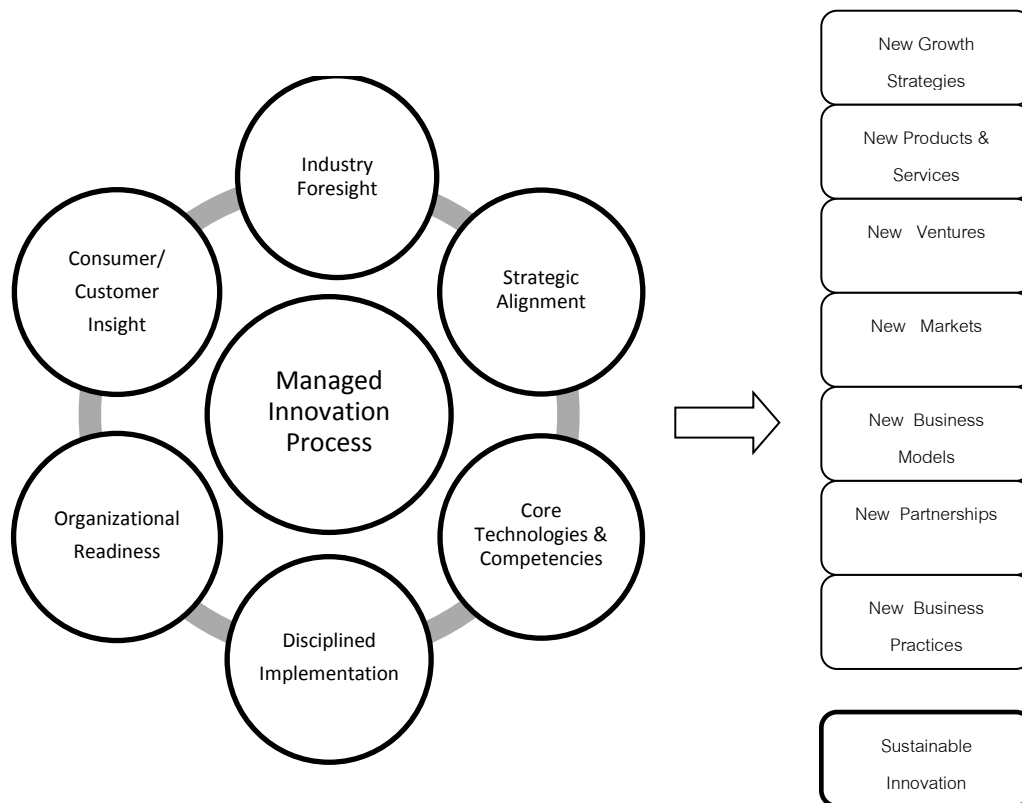 Industry
Foresight
Strategic
Alignment
Core
Technologies &
Competencies
Disciplined
Implementation
Organizational
Readiness
Consumer/
Customer
Insight
Managed
Innovation
Process
New Growth
Strategies
New Products &
Services
New Ventures
New Markets
New Business
Models
New Partnerships
New Business
Practices
Sustainable
Innovation